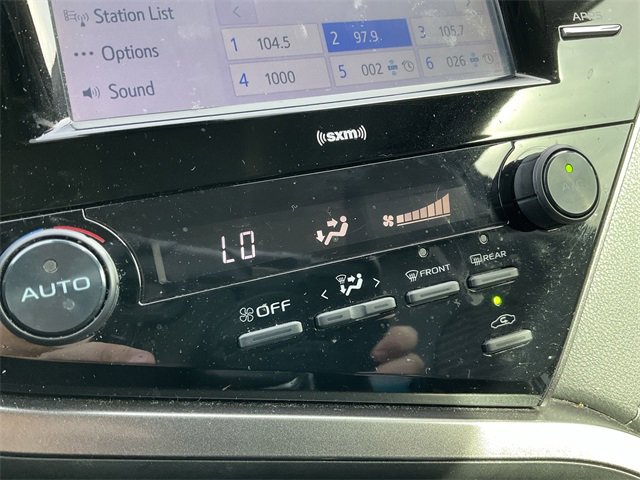 Station List
Options
Sound
1 104.5
2 97.9
3 105.7
4 1000
5 002
6 026
APPS
((sxm))
A/C
LO
AUTO
OFF
< >
FRONT
REAR